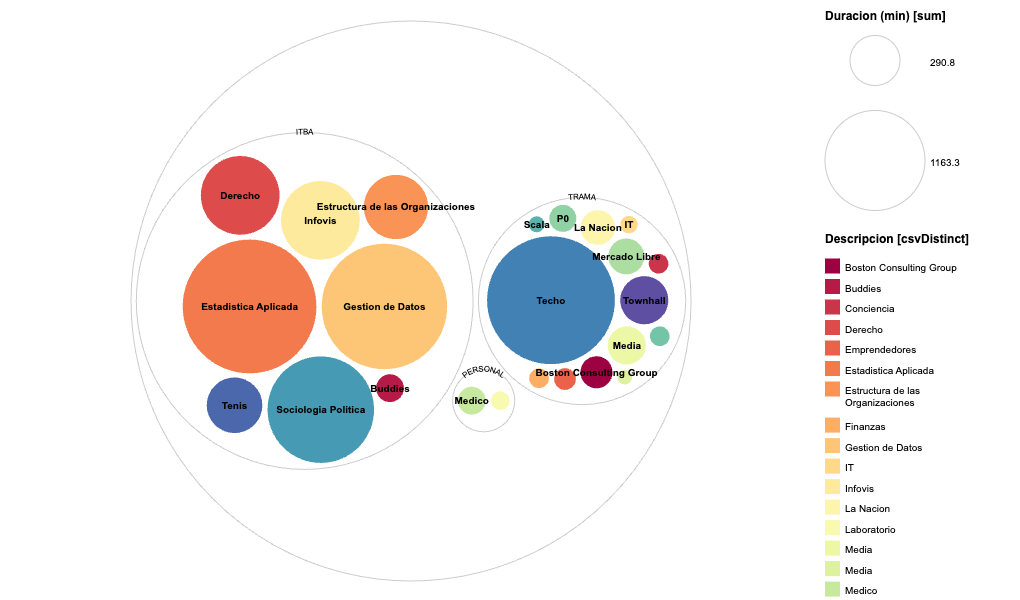 ITBA
Derecho
Estructura de las Organizaciones
Infovis
Estadistica Aplicada
Gestion de Datos
Buddies
Tenis
Sociologia Politica
TRAMA
Scala
P0
La Nacion
IT
Mercado Libre
Techo
Townhall
Media
Boston Consulting Group
PERSONAL
Medico
Duracion (min) [sum]
290.8
1163.3
Descripcion [csvDistinct]
Boston Consulting Group
Buddies
Conciencia
Derecho
Emprendedores
Estadistica Aplicada
Estructura de las
Organizaciones
Finanzas
Gestion de Datos
IT
Infovis
La Nacion
Laboratorio
Media
Media
Medico